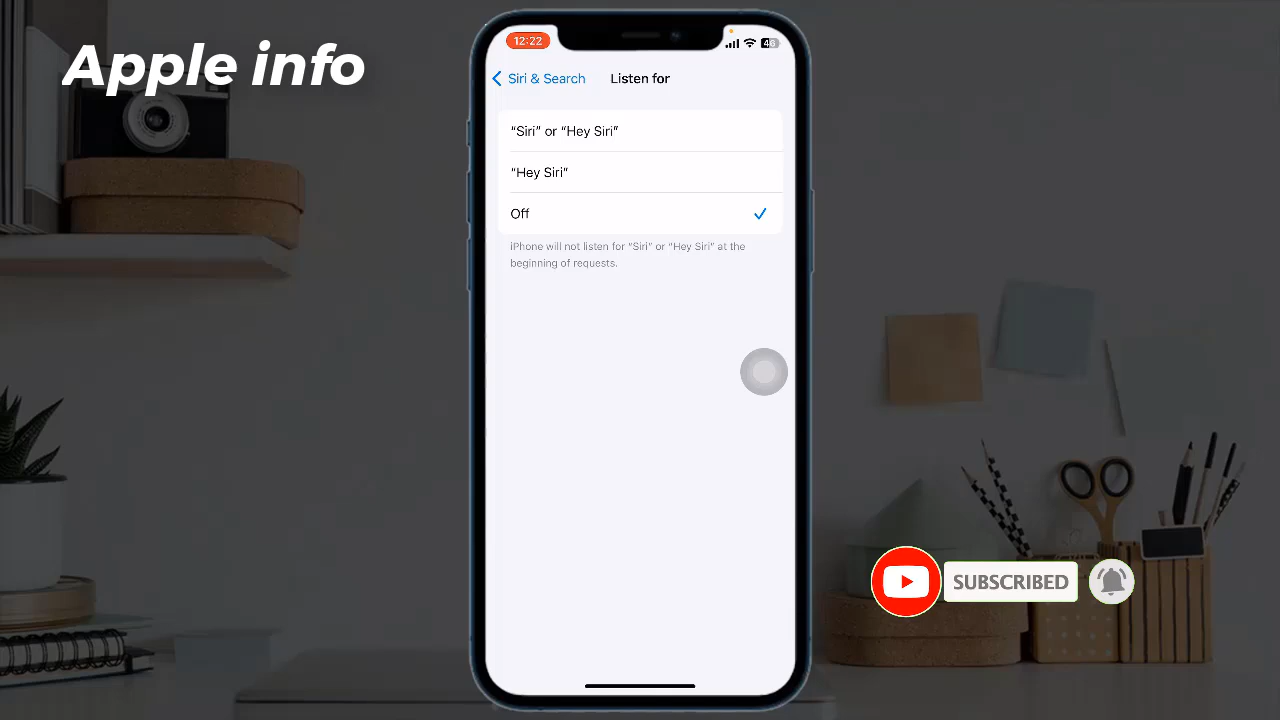 Apple info
12:22
46
Siri & Search
Listen for
“Siri” or “Hey Siri”
“Hey Siri”
Off
iPhone will not listen for “Siri” or “Hey Siri” at the
beginning of requests.
SUBSCRIBED